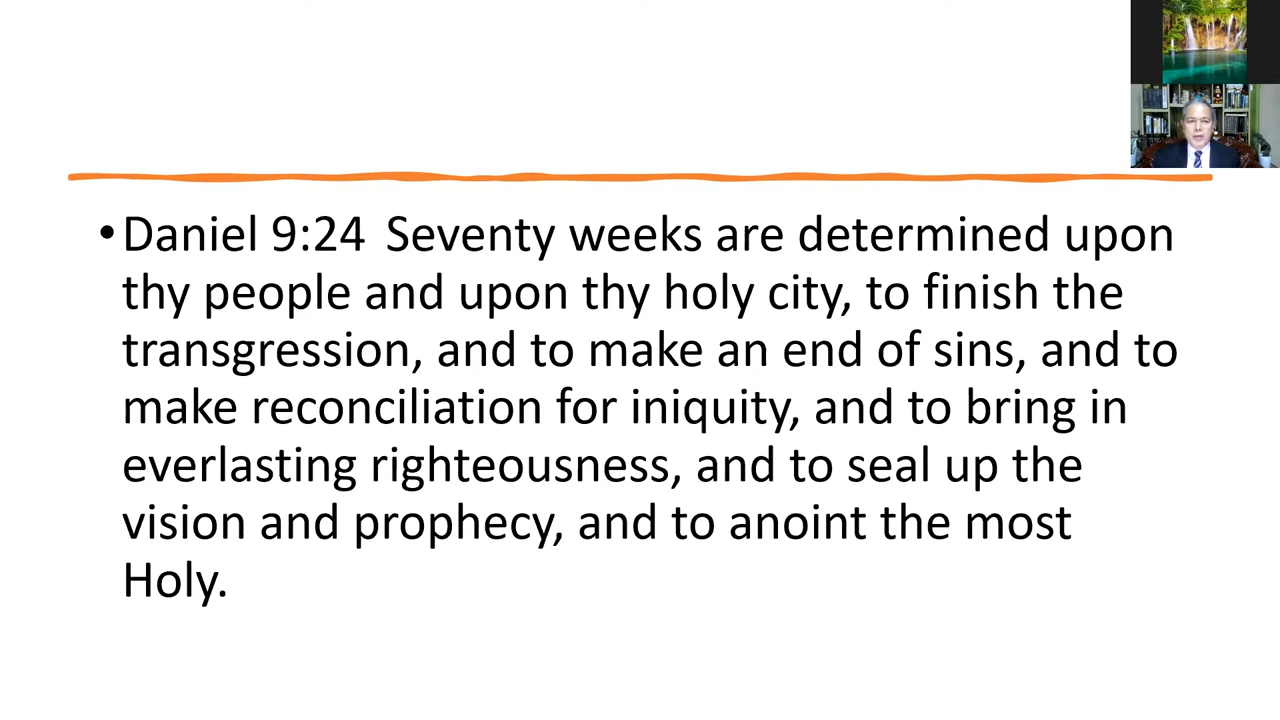 • Daniel 9:24  Seventy weeks are determined upon
thy people and upon thy holy city, to finish the
transgression, and to make an end of sins, and to
make reconciliation for iniquity, and to bring in
everlasting righteousness, and to seal up the
vision and prophecy, and to anoint the most
Holy.